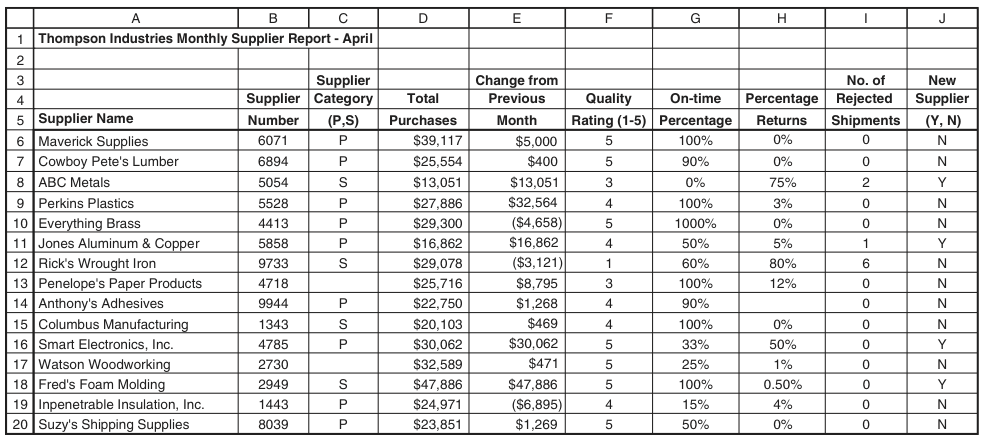 A B C D E F G H I J
1 Thompson Industries Monthly Supplier Report - April
2
3 Supplier Change from No. of New
4 Supplier Category Total Previous Quality On-time Percentage Rejected Supplier
5 Supplier Name Number (P,S) Purchases Month Rating (1-5) Percentage Returns Shipments (Y, N)
6 Maverick Supplies 6071 P $39,117 $5,000 5 100% 0% 0 N
7 Cowboy Pete's Lumber 6894 P $25,554 $400 5 90% 0% 0 N
8 ABC Metals 5054 S $13,051 $13,051 3 0% 75% 2 Y
9 Perkins Plastics 5528 P $27,886 $32,564 4 100% 3% 0 N
10 Everything Brass 4413 P $29,300 ($4,658) 5 1000% 0% 0 N
11 Jones Aluminum & Copper 5858 P $16,862 $16,862 4 50% 5% 1 Y
12 Rick's Wrought Iron 9733 S $29,078 ($3,121) 1 60% 80% 6 N
13 Penelope's Paper Products 4718 $25,716 $8,795 3 100% 12% 0 N
14 Anthony's Adhesives 9944 P $22,750 $1,268 4 90% 0 N
15 Columbus Manufacturing 1343 S $20,103 $469 4 100% 0% 0 N
16 Smart Electronics, Inc. 4785 P $30,062 $30,062 5 33% 50% 0 Y
17 Watson Woodworking 2730 $32,589 $471 5 25% 1% 0 N
18 Fred's Foam Molding 2949 S $47,886 $47,886 5 100% 0.50% 0 Y
19 Inpenetrable Insulation, Inc. 1443 P $24,971 ($6,895) 4 15% 4% 0 N
20 Suzy's Shipping Supplies 8039 P $23,851 $1,269 5 50% 0% 0 N